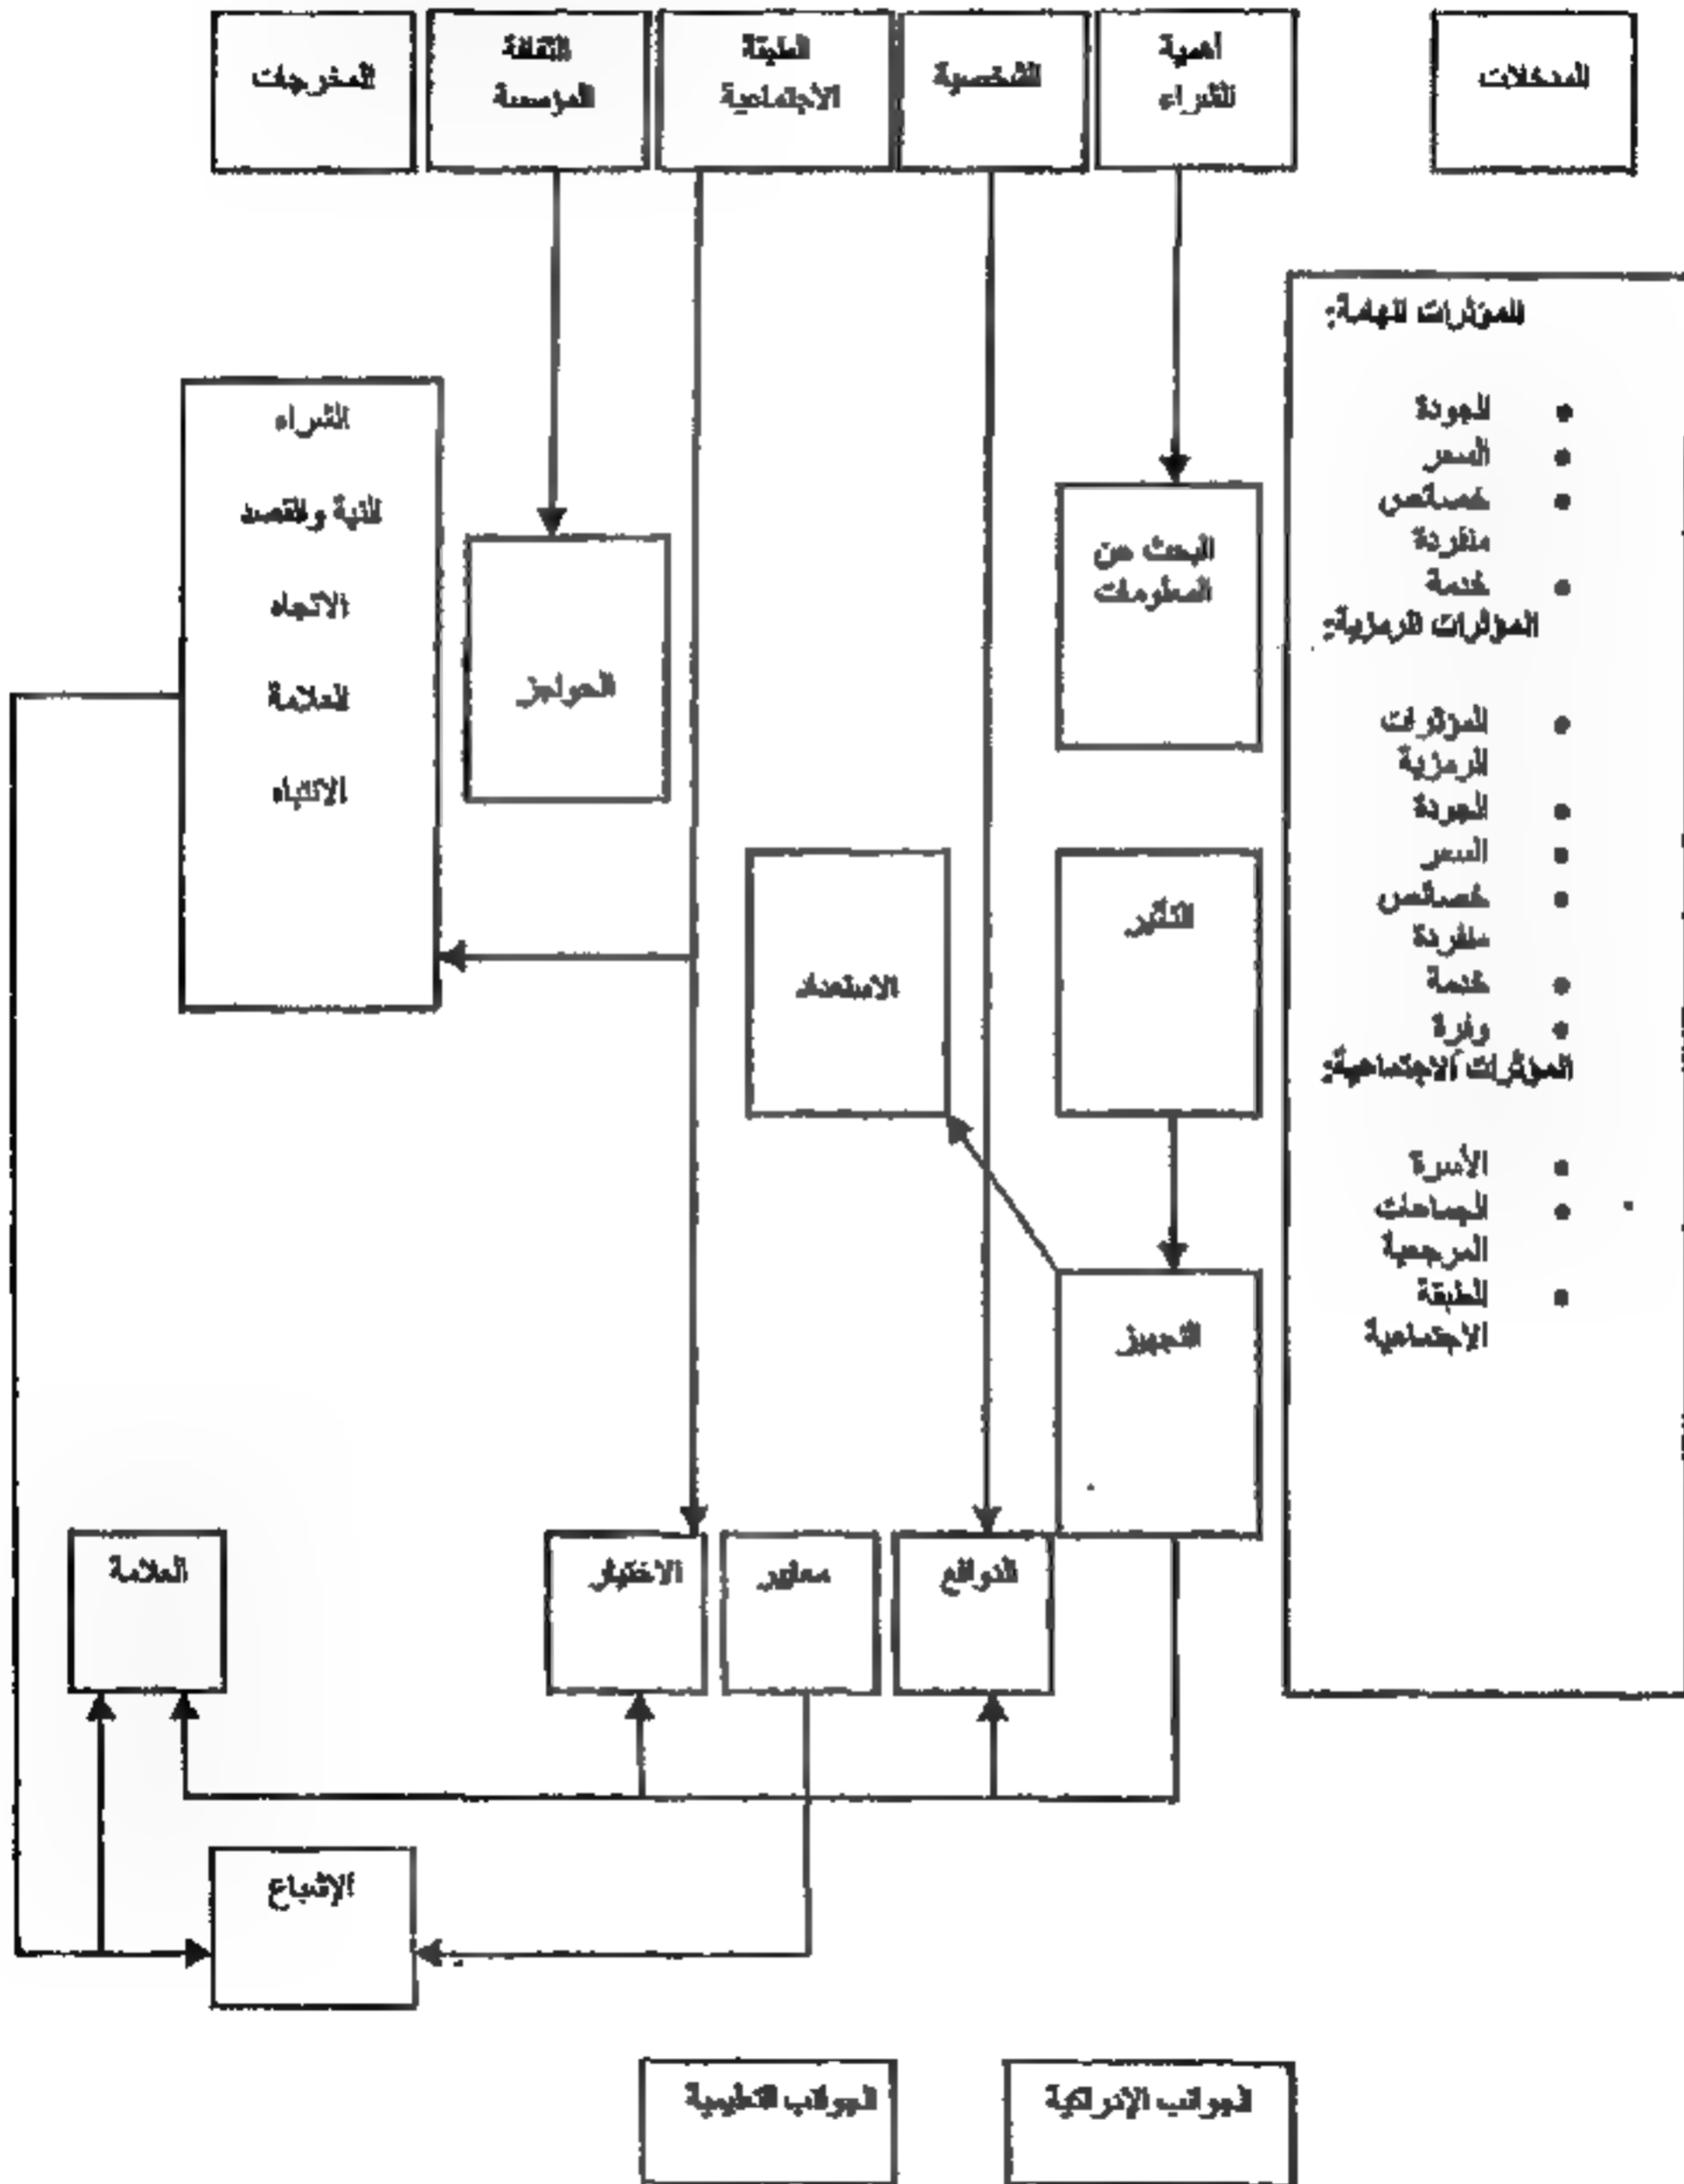 المدخلات
أهمية
الشراء
الشخصية
الطبقة
الاجتماعية
الثقافة
المؤسسة
المخرجات
المؤثرات الهامة:
الجودة
السعر
خصائص
منفردة
خدمة
المؤثرات الرمزية:
المؤثرات
الرمزية
الجودة
السعر
خصائص
منفردة
خدمة
وفرة
المؤثرات الاجتماعية:
الأسرة
الجماعات
المرجعية
الطبقة
الاجتماعية
البحث عن
المعلومات
التأثر
التجهيز
الاستعداد
الحواجز
الشراء
النية والقصد
الاتجاه
العلامة
الانتباه
الدوافع
معايير
الاختيار
العلامة
الإشباع
الجوانب الإدراكية
الجوانب التعليمية